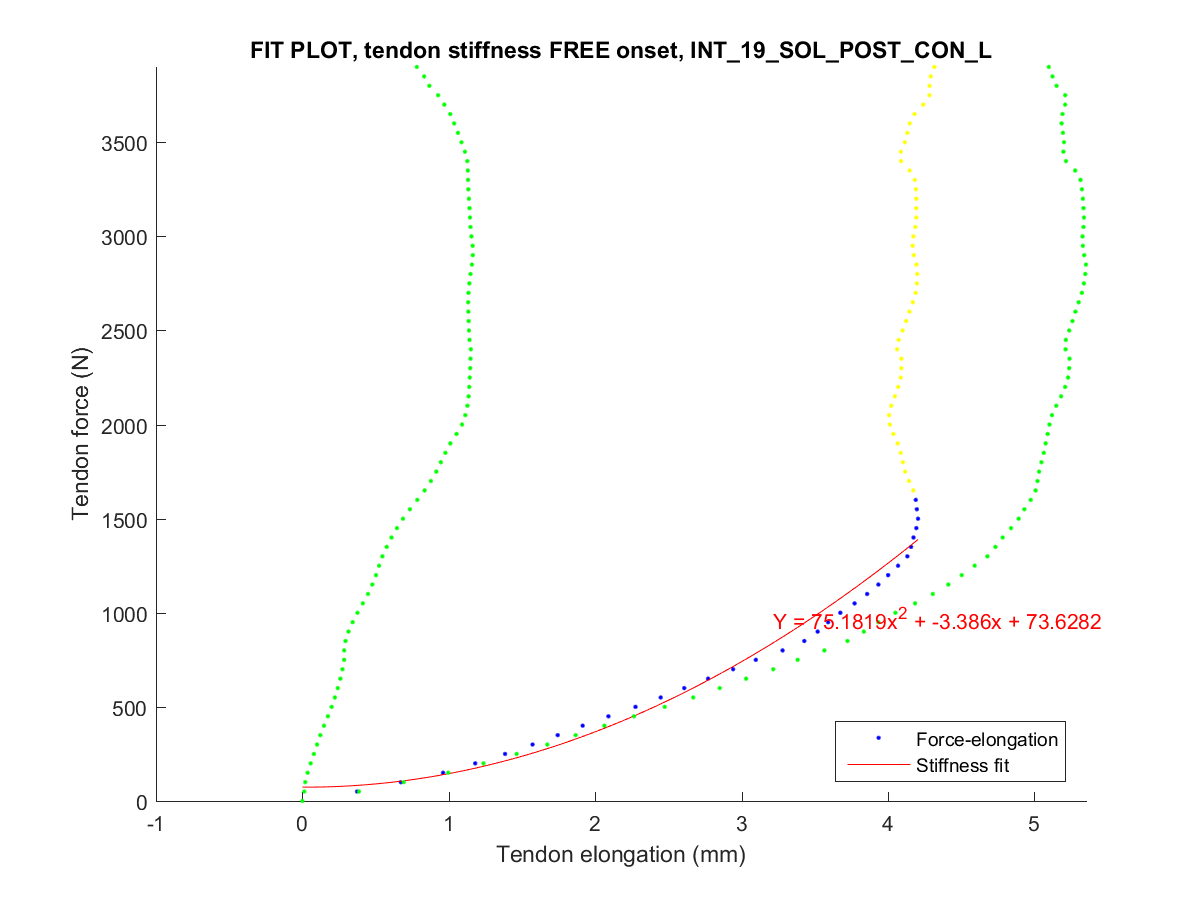 FIT PLOT, tendon stiffness FREE onset, INT_19_SOL_POST_CON_L
Tendon force (N)
3500
3000
2500
2000
1500
1000
500
0
Y = 75.1819x² + -3.386x + 73.6282
Force-elongation
Stiffness fit
-1 0 1 2 3 4 5
Tendon elongation (mm)